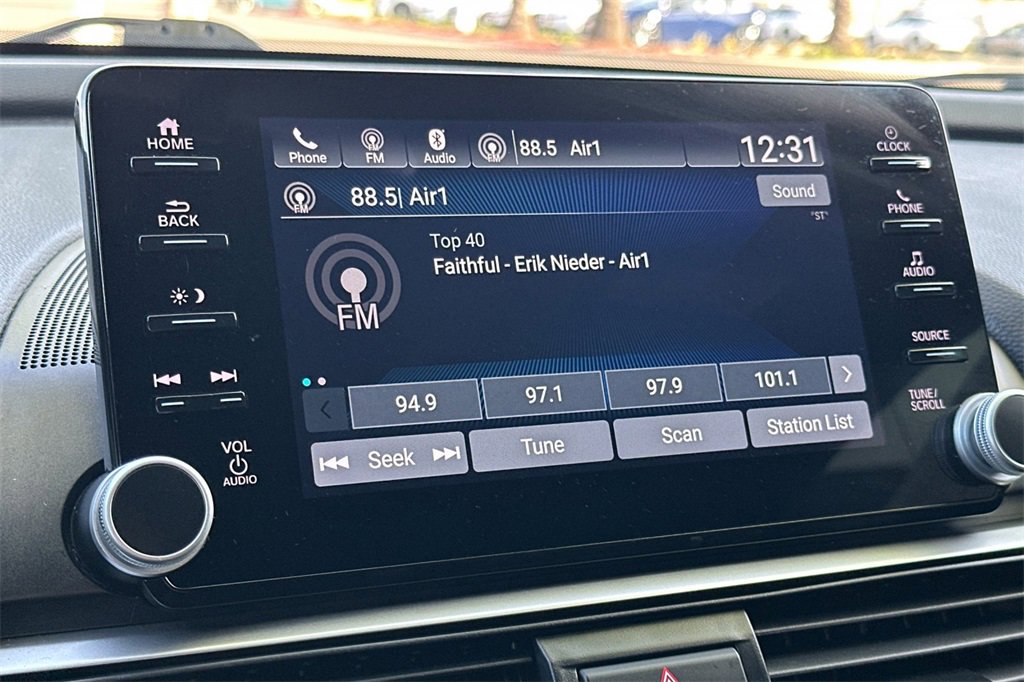 HOME
BACK
VOL
AUDIO
Phone
FM
Audio
FM
88.5 Air1
12:31
FM
88.5| Air1
Sound
"ST"
Top 40
Faithful - Erik Nieder - Air1
FM
94.9
97.1
97.9
101.1
Seek
Tune
Scan
Station List
CLOCK
PHONE
AUDIO
SOURCE
TUNE/
SCROLL